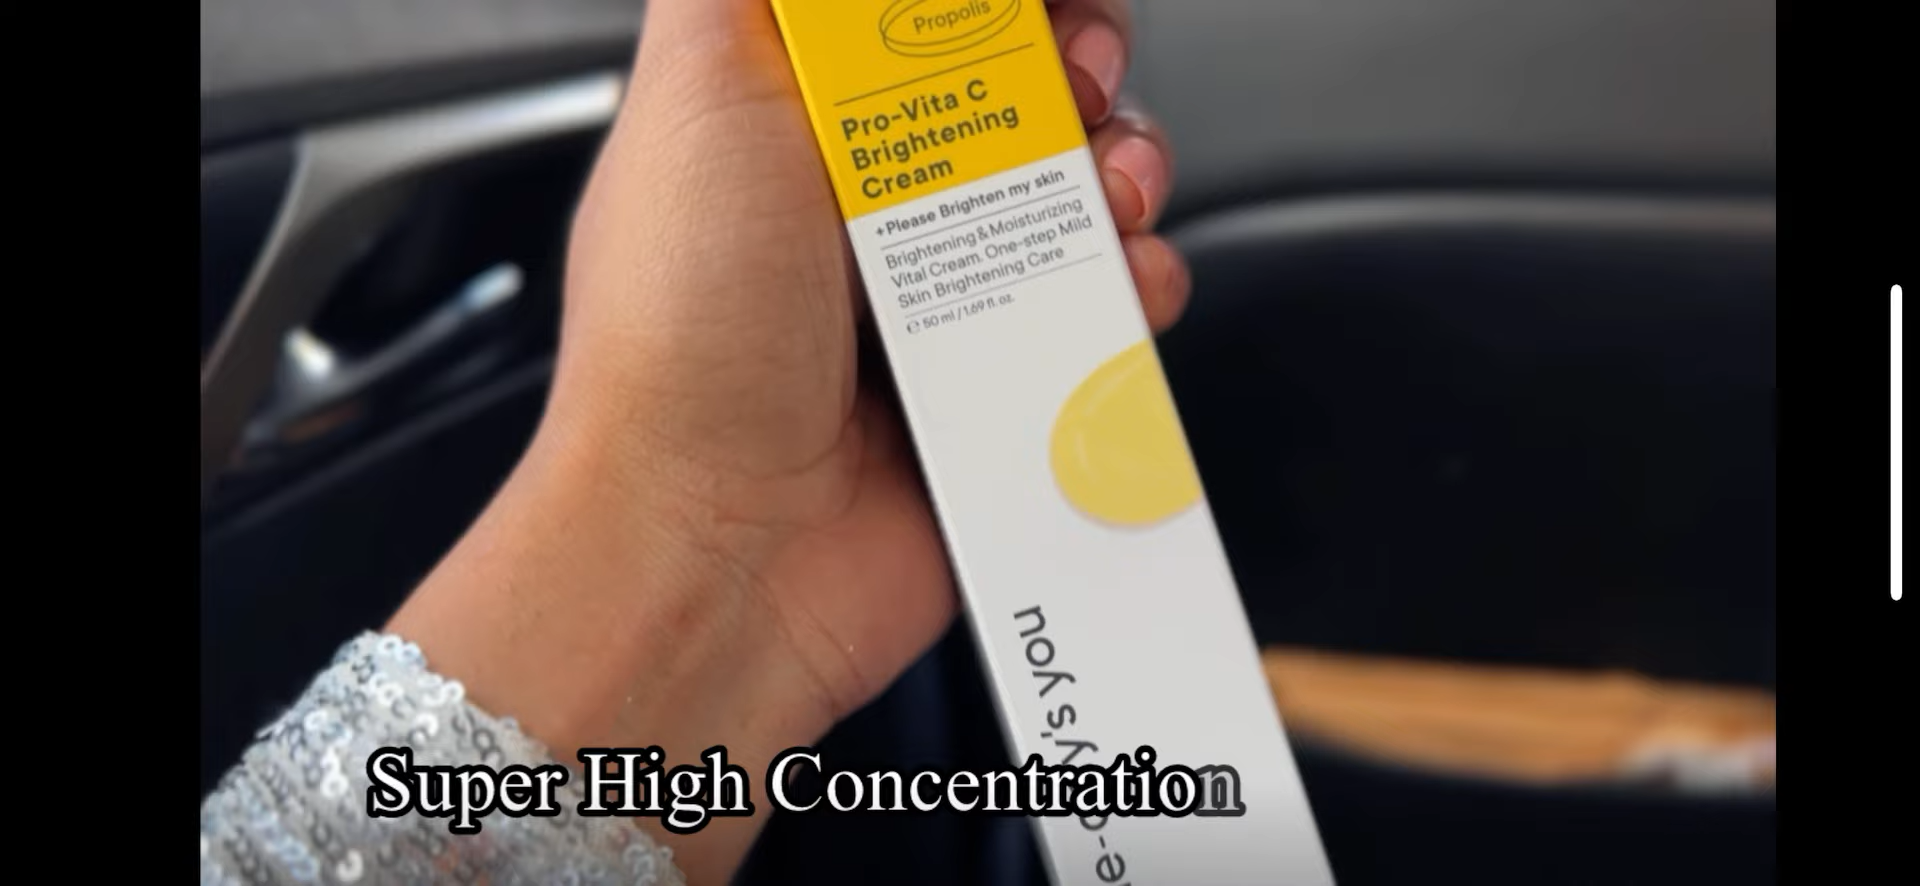 Propolis
Pro-Vita C
Brightening
Cream
+Please Brighten my skin
Brightening & Moisturizing
Vital Cream. One-step Mild
Skin Brightening Care
℮ 50 ml / 1.69 fl. oz.
e-o-y's you
Super High Concentration